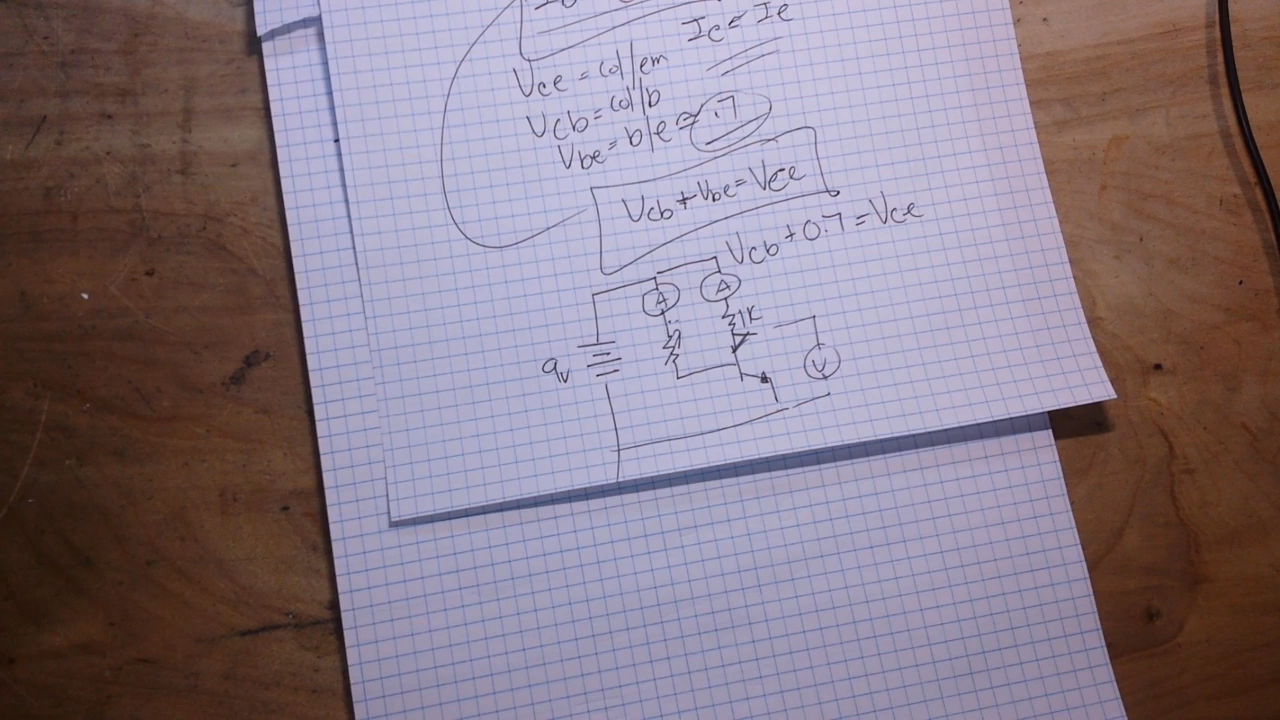 Ic ≈ Ie
Vce = col/em
Vcb = col/b
Vbe = b/e ≈ .7
Vcb + Vbe = Vce
Vcb + 0.7 = Vce
A
A
1K
9v
V